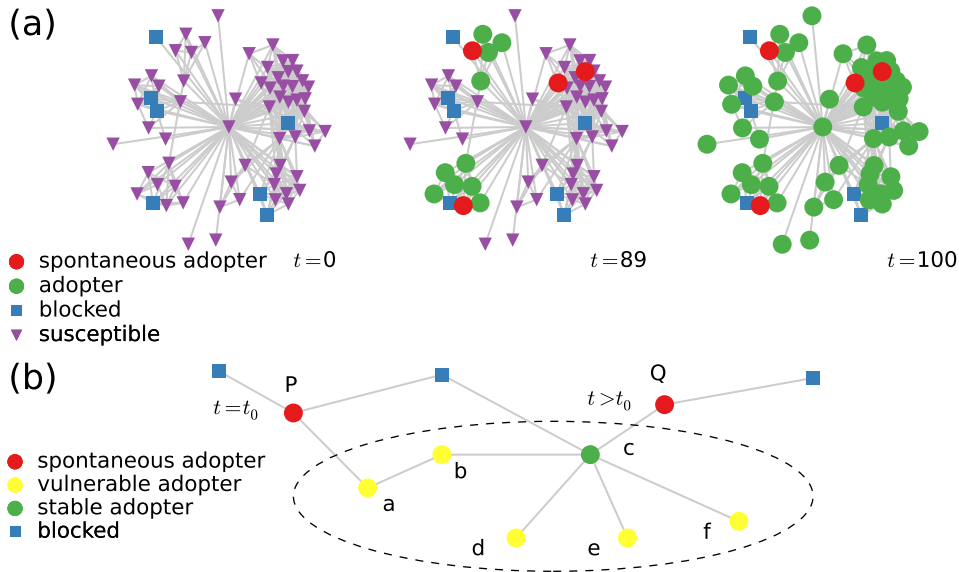 (a)
spontaneous adopter
adopter
blocked
susceptible
t=0
t=89
t=100
(b)
P
Q
t=t₀
t>t₀
spontaneous adopter
vulnerable adopter
stable adopter
blocked
a
b
c
d
e
f